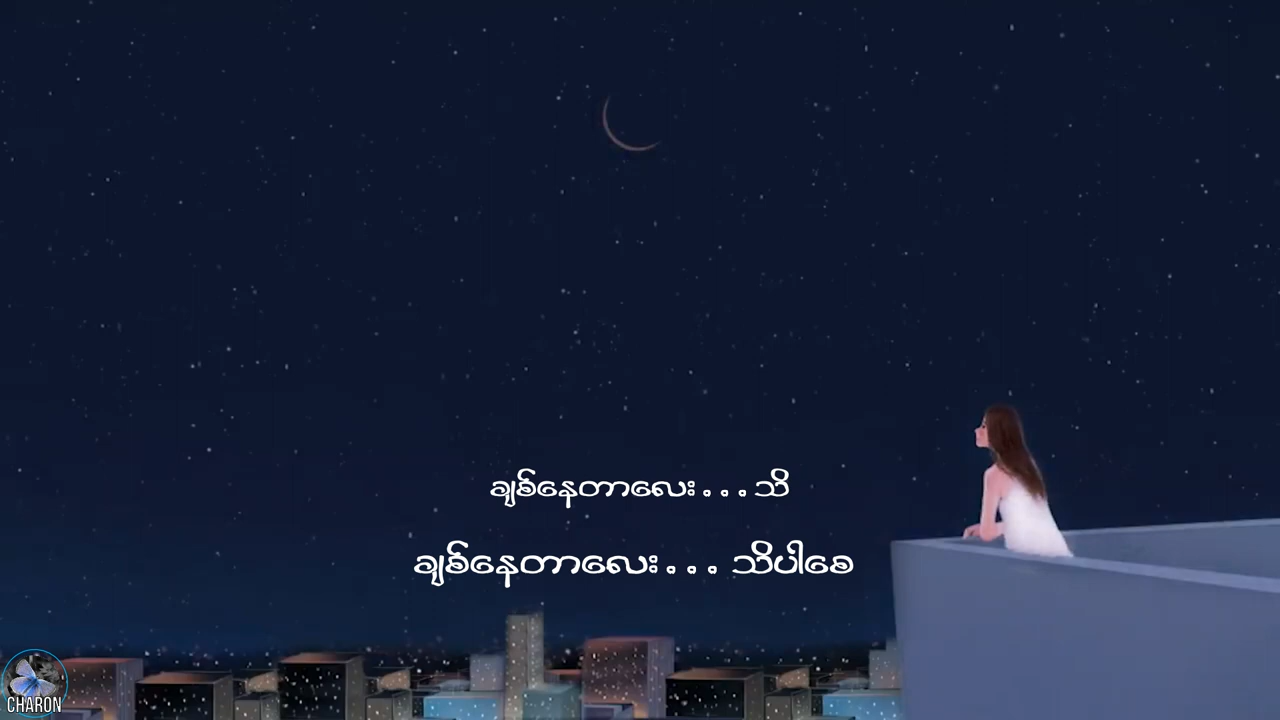 ချစ်နေတာလေး . . . သိ
ချစ်နေတာလေး . . . သိပါစေ
CHARON